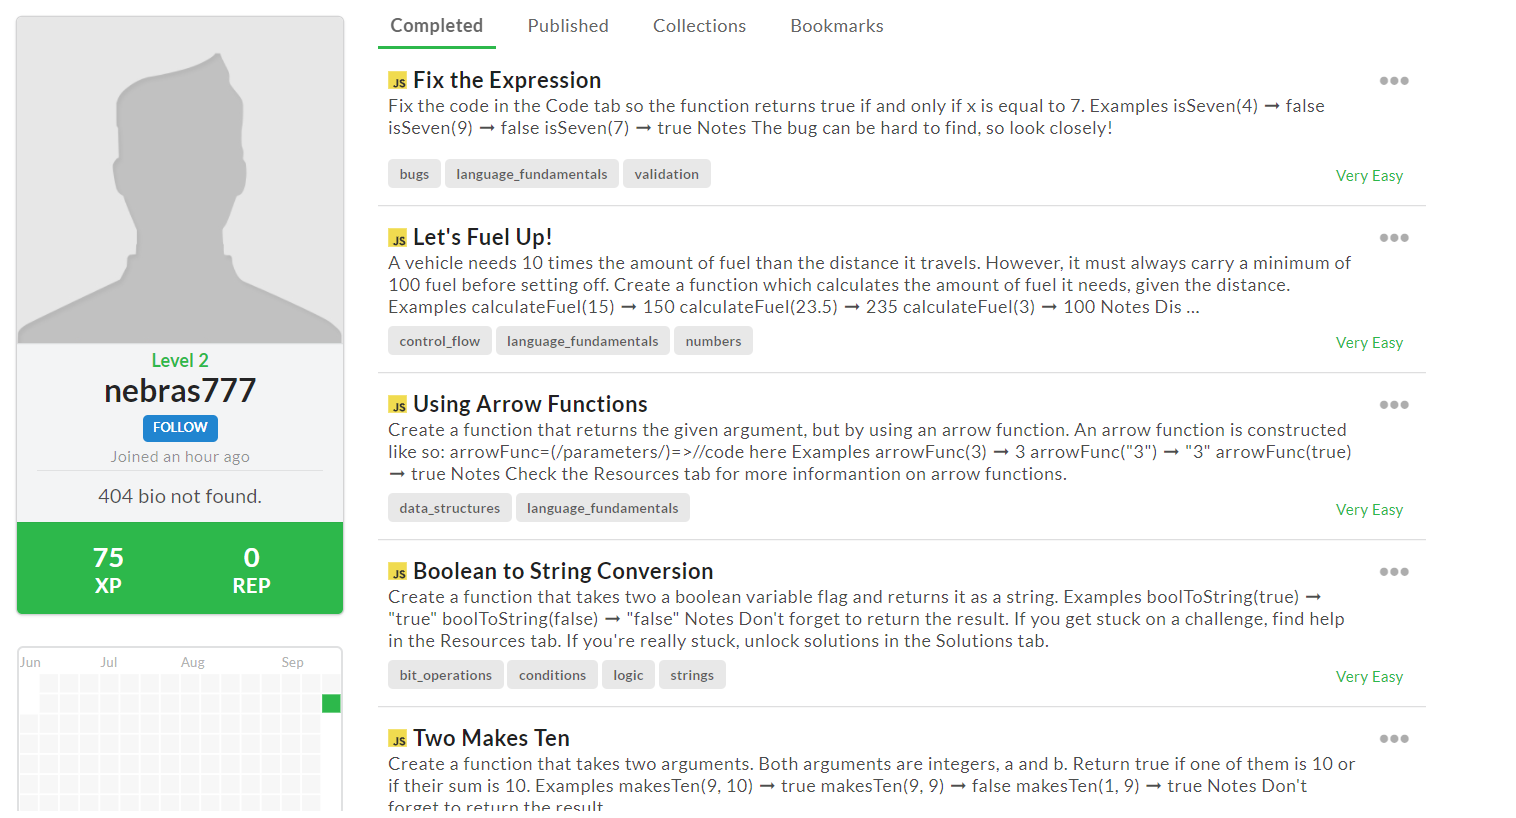 Level 2
nebras777
FOLLOW
Joined an hour ago
404 bio not found.
75 0
XP REP
Jun Jul Aug Sep
Completed Published Collections Bookmarks
JS Fix the Expression
Fix the code in the Code tab so the function returns true if and only if x is equal to 7. Examples isSeven(4) ➞ false
isSeven(9) ➞ false isSeven(7) ➞ true Notes The bug can be hard to find, so look closely!
bugs language_fundamentals validation
Very Easy
JS Let's Fuel Up!
A vehicle needs 10 times the amount of fuel than the distance it travels. However, it must always carry a minimum of
100 fuel before setting off. Create a function which calculates the amount of fuel it needs, given the distance.
Examples calculateFuel(15) ➞ 150 calculateFuel(23.5) ➞ 235 calculateFuel(3) ➞ 100 Notes Dis ...
control_flow language_fundamentals numbers
Very Easy
JS Using Arrow Functions
Create a function that returns the given argument, but by using an arrow function. An arrow function is constructed
like so: arrowFunc=(/parameters/)=>//code here Examples arrowFunc(3) ➞ 3 arrowFunc("3") ➞ "3" arrowFunc(true)
➞ true Notes Check the Resources tab for more informantion on arrow functions.
data_structures language_fundamentals
Very Easy
JS Boolean to String Conversion
Create a function that takes two a boolean variable flag and returns it as a string. Examples boolToString(true) ➞
"true" boolToString(false) ➞ "false" Notes Don't forget to return the result. If you get stuck on a challenge, find help
in the Resources tab. If you're really stuck, unlock solutions in the Solutions tab.
bit_operations conditions logic strings
Very Easy
JS Two Makes Ten
Create a function that takes two arguments. Both arguments are integers, a and b. Return true if one of them is 10 or
if their sum is 10. Examples makesTen(9, 10) ➞ true makesTen(9, 9) ➞ false makesTen(1, 9) ➞ true Notes Don't
forget to return the result.